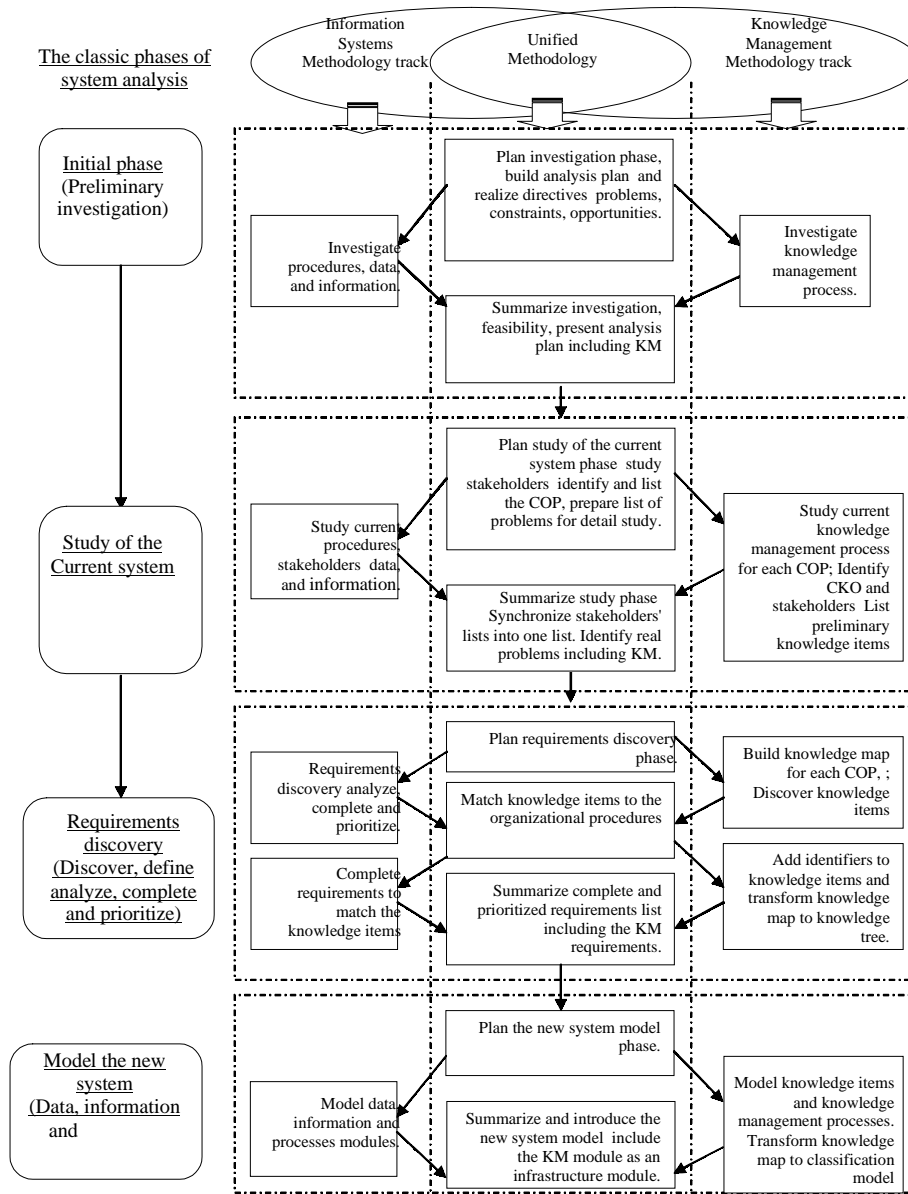 The classic phases of
system analysis
Information
Systems
Methodology track
Unified
Methodology
Knowledge
Management
Methodology track
Initial phase
(Preliminary
investigation)
Plan investigation phase,
build analysis plan and
realize directives problems,
constraints, opportunities.
Investigate
procedures, data,
and information.
Investigate
knowledge
management
process.
Summarize investigation,
feasibility, present analysis
plan including KM
Study of the
Current system
Plan study of the current
system phase study
stakeholders identify and list
the COP, prepare list of
problems for detail study.
Study current
procedures,
stakeholders data,
and information.
Study current
knowledge
management process
for each COP; Identify
CKO and
stakeholders List
preliminary
knowledge items
Summarize study phase
Synchronize stakeholders'
lists into one list. Identify real
problems including KM.
Requirements
discovery
(Discover, define
analyze, complete
and prioritize)
Plan requirements discovery
phase.
Requirements
discovery analyze,
complete and
prioritize.
Build knowledge map
for each COP, ;
Discover knowledge
items
Match knowledge items to the
organizational procedures
Complete
requirements to
match the
knowledge items
Add identifiers to
knowledge items and
transform knowledge
map to knowledge
tree.
Summarize complete and
prioritized requirements list
including the KM
requirements.
Model the new
system
(Data, information
and
Plan the new system model
phase.
Model data,
information and
processes modules.
Model knowledge items
and knowledge
management processes.
Transform knowledge
map to classification
model
Summarize and introduce the
new system model include
the KM module as an
infrastructure module.